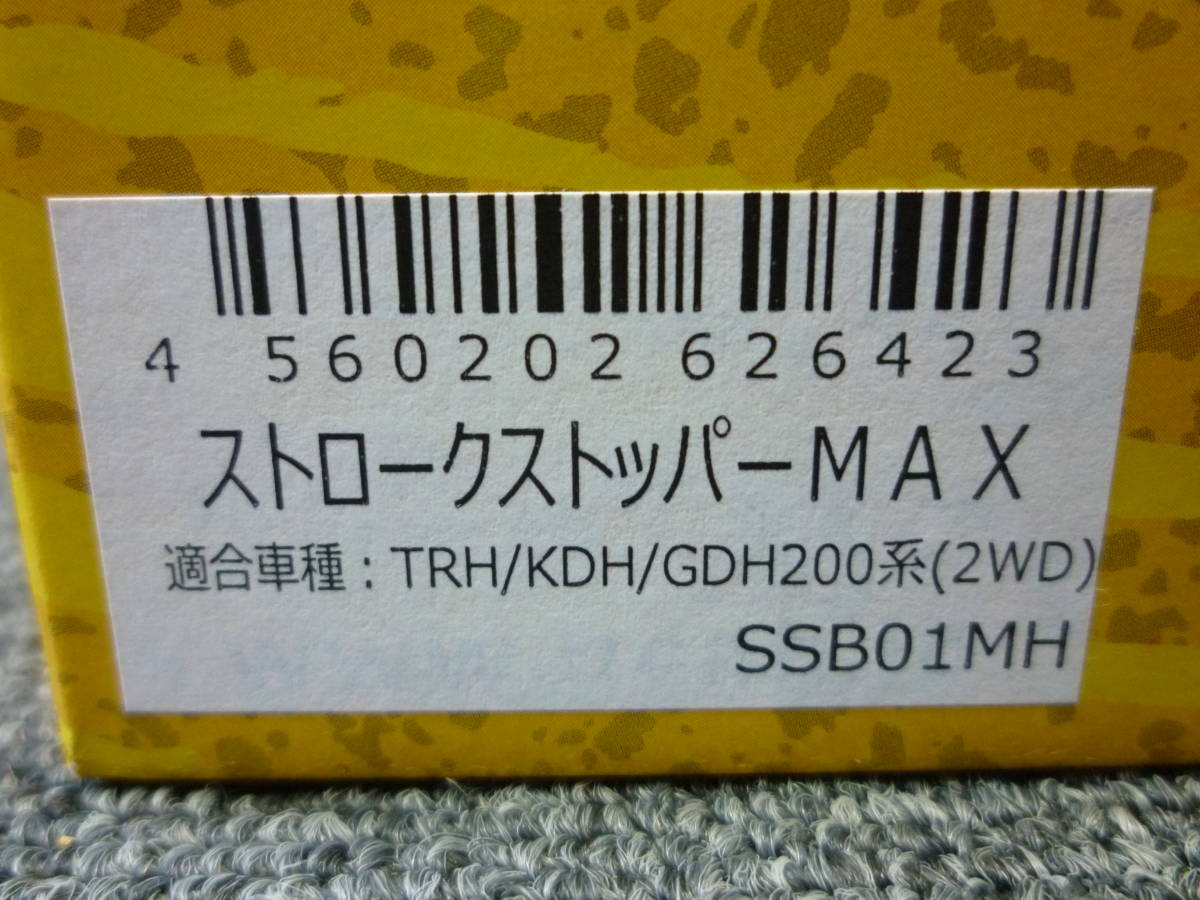 4 560202 626423
ストロークストッパーMAX
適合車種：TRH/KDH/GDH200系(2WD)
SSB01MH